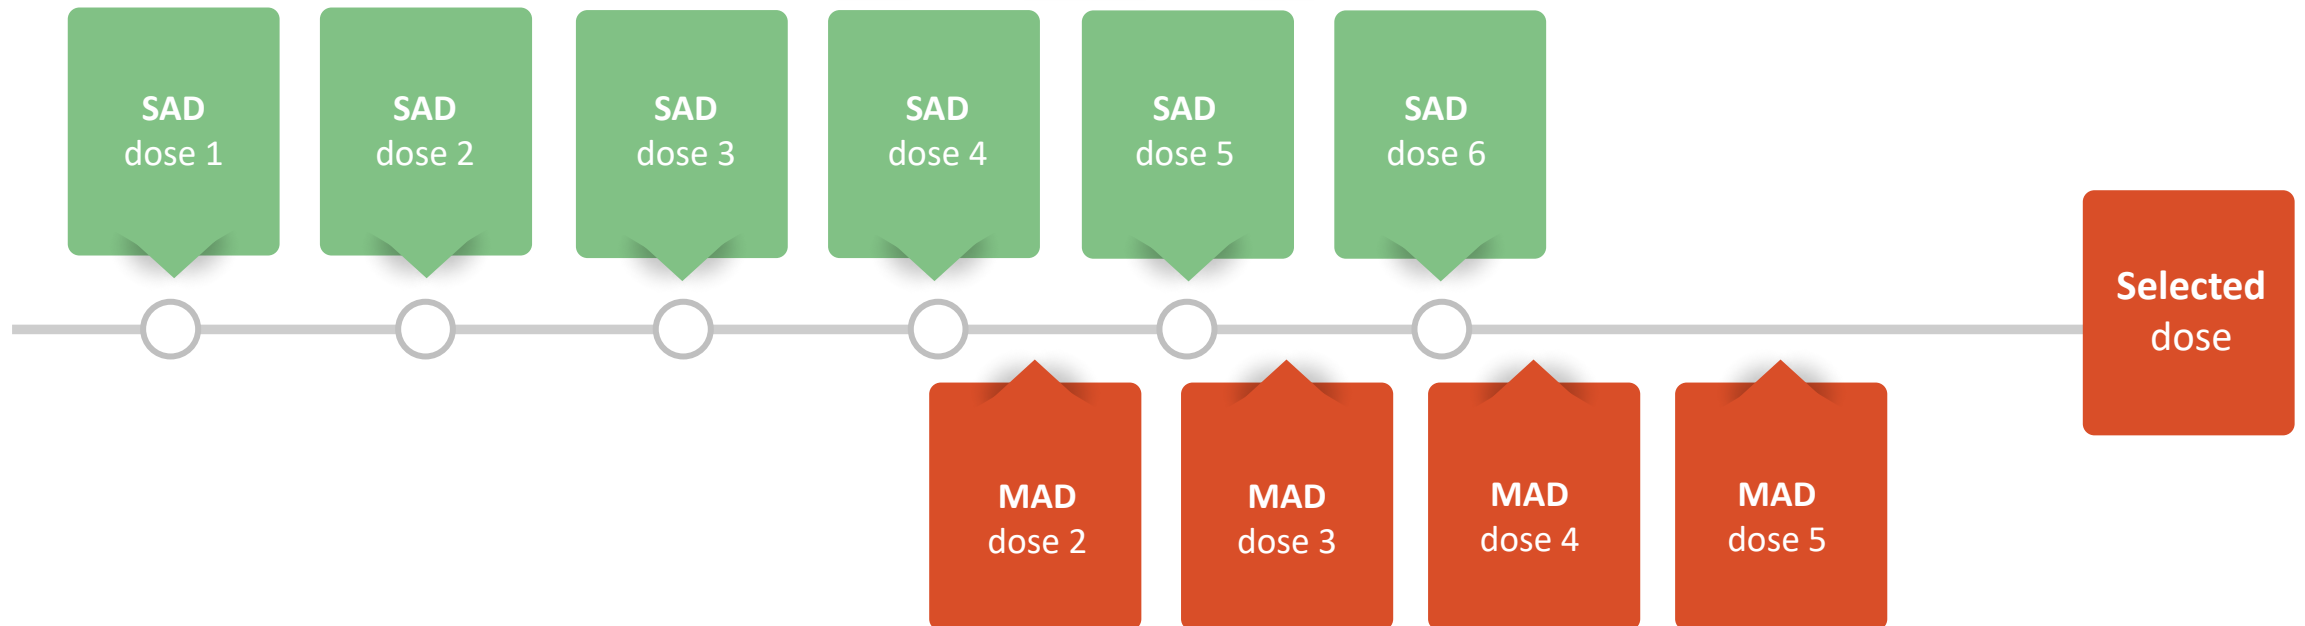 SAD
dose 1
SAD
dose 2
SAD
dose 3
SAD
dose 4
SAD
dose 5
SAD
dose 6
Selected
dose
MAD
dose 2
MAD
dose 3
MAD
dose 4
MAD
dose 5